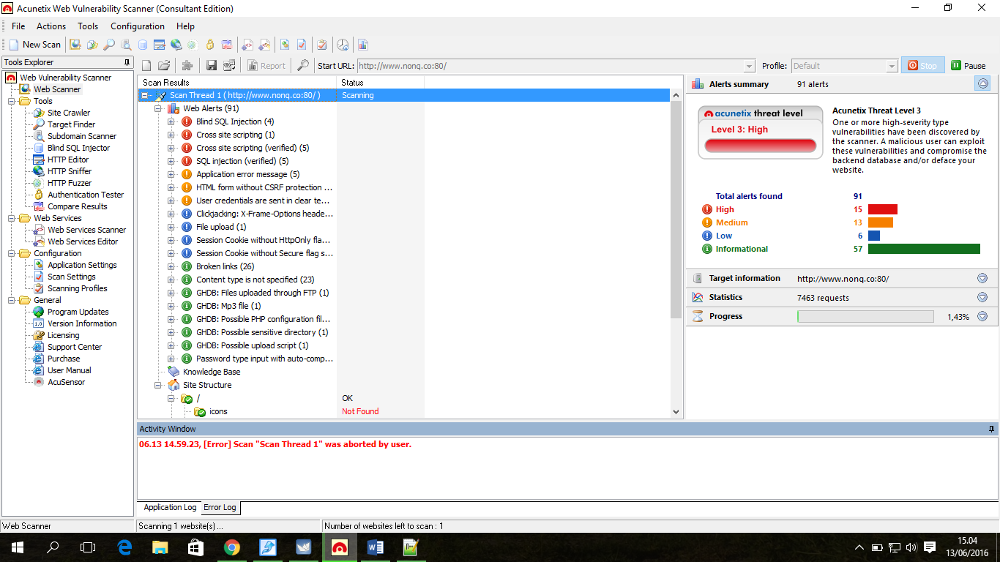 Acunetix Web Vulnerability Scanner (Consultant Edition)
File Actions Tools Configuration Help
New Scan
Tools Explorer
Report
Start URL: http://www.nonq.co:80/
Profile: Default
Stop
Pause
Web Vulnerability Scanner
Web Scanner
Tools
Site Crawler
Target Finder
Subdomain Scanner
Blind SQL Injector
HTTP Editor
HTTP Sniffer
HTTP Fuzzer
Authentication Tester
Compare Results
Web Services
Web Services Scanner
Web Services Editor
Configuration
Application Settings
Scan Settings
Scanning Profiles
General
Program Updates
1.0 Version Information
Licensing
Support Center
Purchase
User Manual
AcuSensor
Scan Results Status
Scan Thread 1 ( http://www.nonq.co:80/ ) Scanning
Web Alerts (91)
Blind SQL Injection (4)
Cross site scripting (1)
Cross site scripting (verified) (5)
SQL injection (verified) (5)
Application error message (5)
HTML form without CSRF protection ...
User credentials are sent in clear te...
Clickjacking: X-Frame-Options heade...
File upload (1)
Session Cookie without HttpOnly fla...
Session Cookie without Secure flag s...
Broken links (26)
Content type is not specified (23)
GHDB: Files uploaded through FTP (1)
GHDB: Mp3 file (1)
GHDB: Possible PHP configuration fil...
GHDB: Possible sensitive directory (1)
GHDB: Possible upload script (1)
Password type input with auto-comp...
Knowledge Base
Site Structure
/ OK
icons Not Found
Alerts summary 91 alerts
acunetix threat level
Level 3: High
Acunetix Threat Level 3
One or more high-severity type
vulnerabilities have been discovered by
the scanner. A malicious user can exploit
these vulnerabilities and compromise the
backend database and/or deface your
website.
Total alerts found 91
High 15
Medium 13
Low 6
Informational 57
Target information http://www.nonq.co:80/
Statistics 7463 requests
Progress 1,43%
Activity Window
06.13 14.59.23, [Error] Scan "Scan Thread 1" was aborted by user.
Application Log Error Log
Web Scanner
Scanning 1 website(s) ...
Number of websites left to scan : 1
15.04
13/06/2016